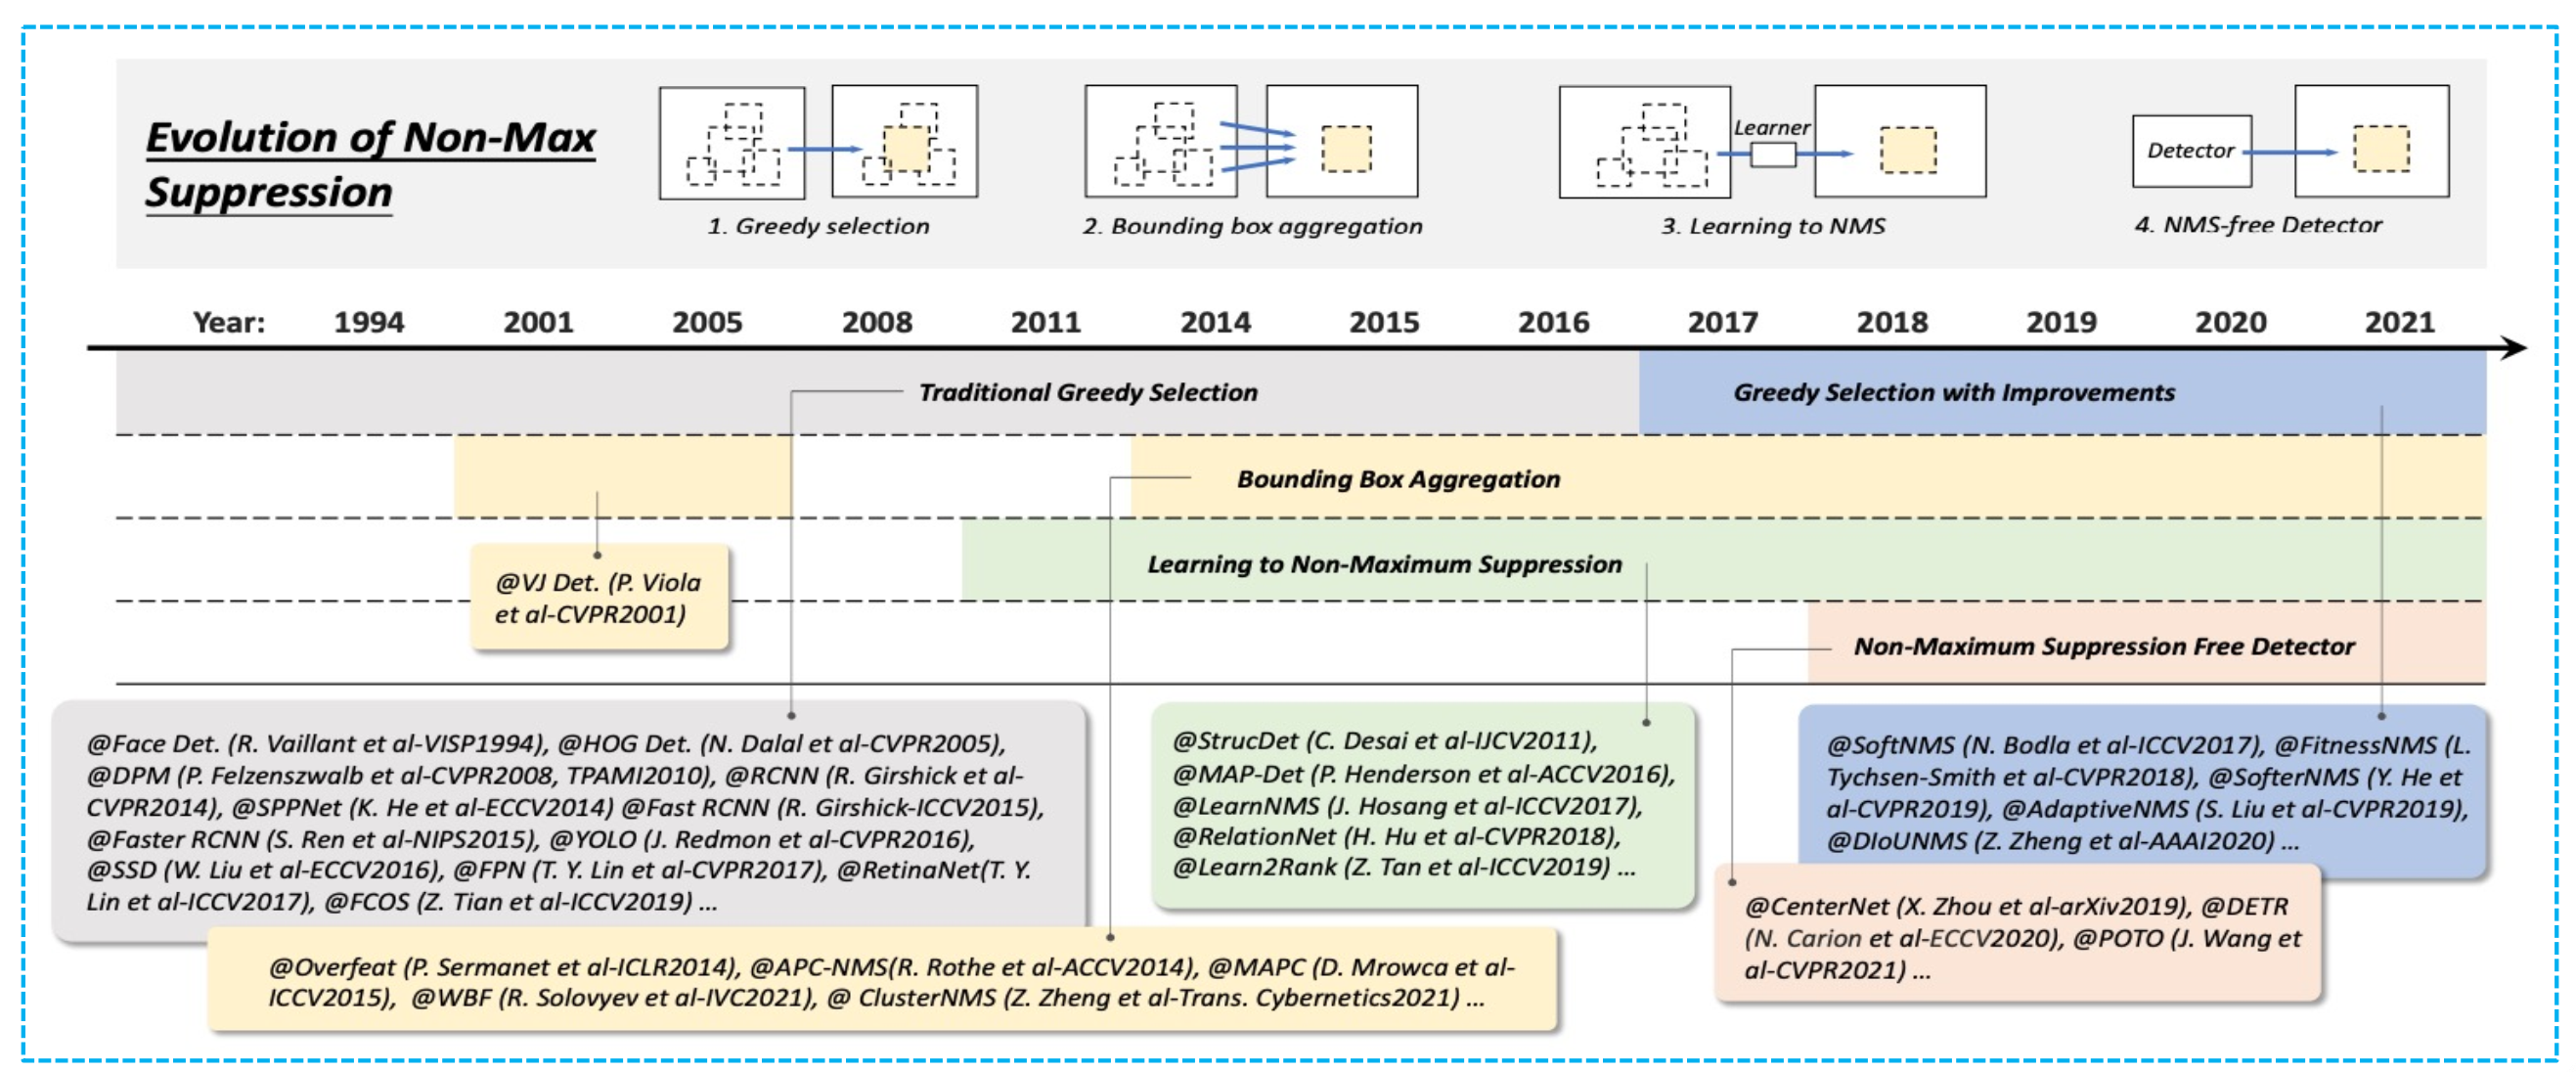 Evolution of Non-Max
Suppression
Learner
Detector
1. Greedy selection
2. Bounding box aggregation
3. Learning to NMS
4. NMS-free Detector
Year: 1994 2001 2005 2008 2011 2014 2015 2016 2017 2018 2019 2020 2021
Traditional Greedy Selection
Greedy Selection with Improvements
Bounding Box Aggregation
Learning to Non-Maximum Suppression
@VJ Det. (P. Viola
et al-CVPR2001)
Non-Maximum Suppression Free Detector
@Face Det. (R. Vaillant et al-VISP1994), @HOG Det. (N. Dalal et al-CVPR2005),
@DPM (P. Felzenszwalb et al-CVPR2008, TPAMI2010), @RCNN (R. Girshick et al-
CVPR2014), @SPPNet (K. He et al-ECCV2014) @Fast RCNN (R. Girshick-ICCV2015),
@Faster RCNN (S. Ren et al-NIPS2015), @YOLO (J. Redmon et al-CVPR2016),
@SSD (W. Liu et al-ECCV2016), @FPN (T. Y. Lin et al-CVPR2017), @RetinaNet(T. Y.
Lin et al-ICCV2017), @FCOS (Z. Tian et al-ICCV2019) ...
@StrucDet (C. Desai et al-IJCV2011),
@MAP-Det (P. Henderson et al-ACCV2016),
@LearnNMS (J. Hosang et al-ICCV2017),
@RelationNet (H. Hu et al-CVPR2018),
@Learn2Rank (Z. Tan et al-ICCV2019) ...
@SoftNMS (N. Bodla et al-ICCV2017), @FitnessNMS (L.
Tychsen-Smith et al-CVPR2018), @SofterNMS (Y. He et
al-CVPR2019), @AdaptiveNMS (S. Liu et al-CVPR2019),
@DIoUNMS (Z. Zheng et al-AAAI2020) ...
@CenterNet (X. Zhou et al-arXiv2019), @DETR
(N. Carion et al-ECCV2020), @POTO (J. Wang et
al-CVPR2021) ...
@Overfeat (P. Sermanet et al-ICLR2014), @APC-NMS(R. Rothe et al-ACCV2014), @MAPC (D. Mrowca et al-
ICCV2015), @WBF (R. Solovyev et al-IVC2021), @ ClusterNMS (Z. Zheng et al-Trans. Cybernetics2021) ...